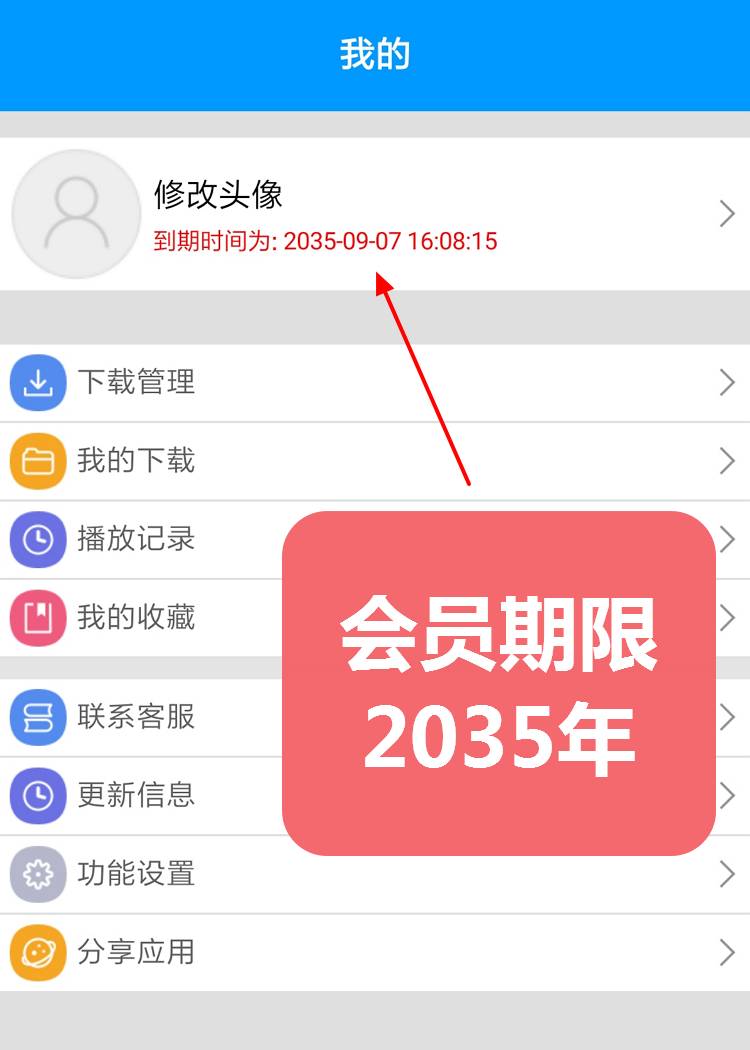 我的
修改头像
到期时间为: 2035-09-07 16:08:15
下载管理
我的下载
播放记录
我的收藏
会员期限
2035年
联系客服
更新信息
功能设置
分享应用